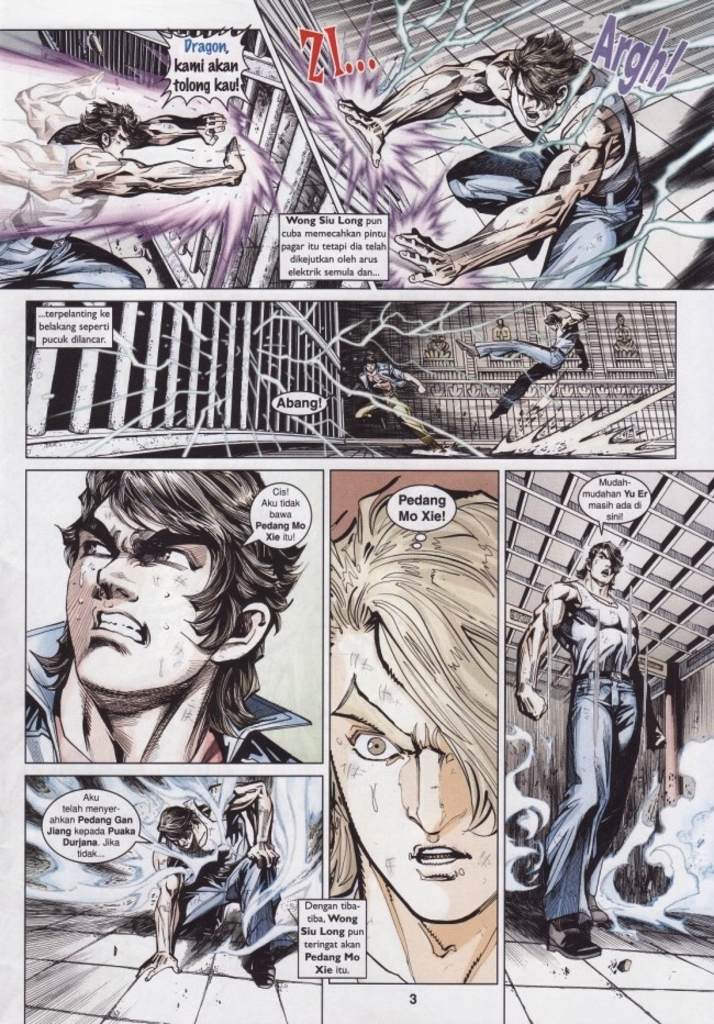 Dragon,
kami akan
tolong kau!
ZI...
Argh!
Wong Siu Long pun
cuba memecahkan pintu
pagar itu tetapi dia telah
dikejutkan oleh arus
elektrik semula dan...
...terpelanting ke
belakang seperti
pucuk dilancar.
Abang!
Cis!
Aku tidak
bawa
Pedang Mo
Xie itu!
Pedang
Mo Xie!
Mudah-
mudahan Yu Er
masih ada di
sini!
Aku
telah menyer-
ahkan
Pedang Gan
Jiang kepada Puaka
Durjana. Jika
tidak...
Dengan tiba-
tiba, Wong
Siu Long pun
teringat akan
Pedang Mo
Xie itu.
3